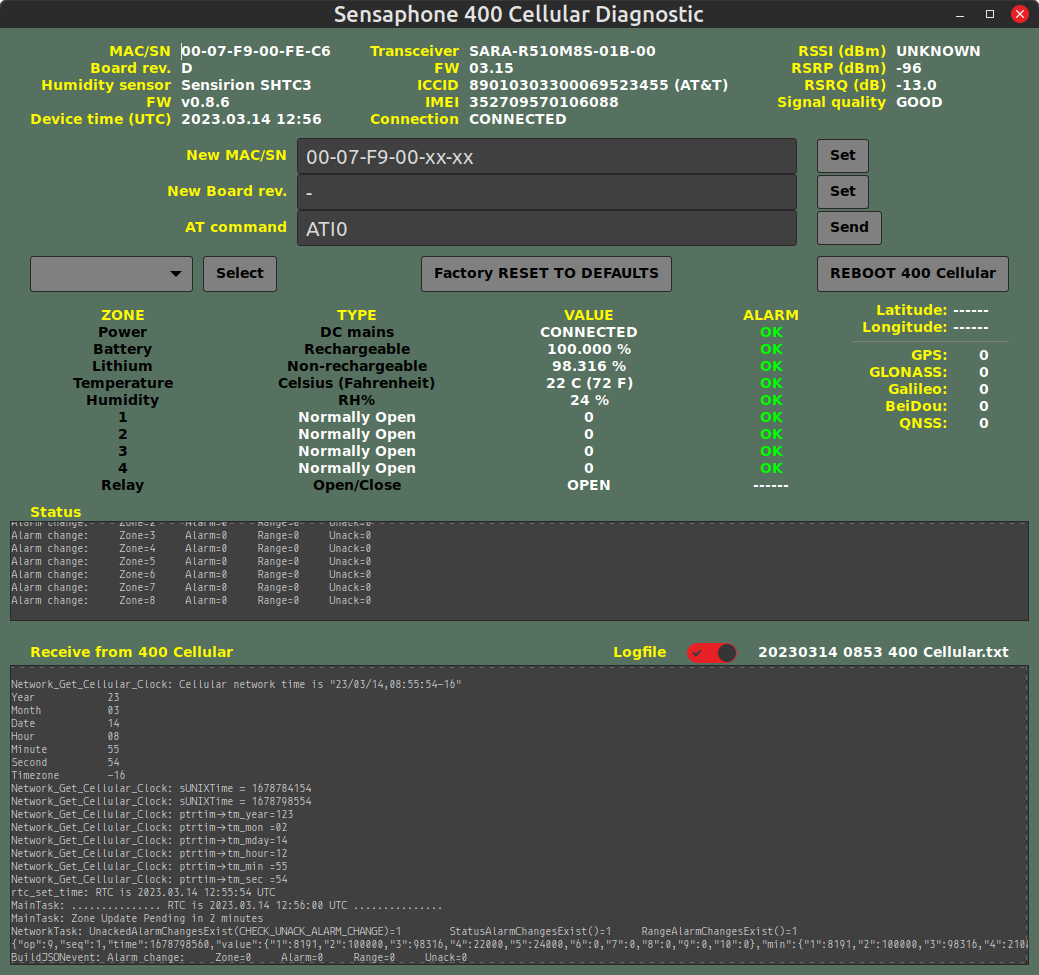 Sensaphone 400 Cellular Diagnostic
MAC/SN 00-07-F9-00-FE-C6 Transceiver SARA-R510M8S-01B-00 RSSI (dBm) UNKNOWN
Board rev. D FW 03.15 RSRP (dBm) -96
Humidity sensor Sensirion SHTC3 ICCID 89010303300069523455 (AT&T) RSRQ (dB) -13.0
FW v0.8.6 IMEI 352709570106088 Signal quality GOOD
Device time (UTC) 2023.03.14 12:56 Connection CONNECTED
New MAC/SN 00-07-F9-00-xx-xx Set
New Board rev. - Set
AT command ATI0 Send
Select Factory RESET TO DEFAULTS REBOOT 400 Cellular
ZONE TYPE VALUE ALARM
Power DC mains CONNECTED OK
Battery Rechargeable 100.000 % OK
Lithium Non-rechargeable 98.316 % OK
Temperature Celsius (Fahrenheit) 22 C (72 F) OK
Humidity RH% 24 % OK
1 Normally Open 0 OK
2 Normally Open 0 OK
3 Normally Open 0 OK
4 Normally Open 0 OK
Relay Open/Close OPEN ------
Latitude: ------
Longitude: ------
GPS: 0
GLONASS: 0
Galileo: 0
BeiDou: 0
QNSS: 0
Status
Alarm change: Zone=2 Alarm=0 Range=0 Unack=0
Alarm change: Zone=3 Alarm=0 Range=0 Unack=0
Alarm change: Zone=4 Alarm=0 Range=0 Unack=0
Alarm change: Zone=5 Alarm=0 Range=0 Unack=0
Alarm change: Zone=6 Alarm=0 Range=0 Unack=0
Alarm change: Zone=7 Alarm=0 Range=0 Unack=0
Alarm change: Zone=8 Alarm=0 Range=0 Unack=0
Receive from 400 Cellular Logfile 20230314 0853 400 Cellular.txt
Network_Get_Cellular_Clock: Cellular network time is "23/03/14,08:55:54-16"
Year 23
Month 03
Date 14
Hour 08
Minute 55
Second 54
Timezone -16
Network_Get_Cellular_Clock: sUNIXTime = 1678784154
Network_Get_Cellular_Clock: sUNIXTime = 1678798554
Network_Get_Cellular_Clock: ptrtim->tm_year=123
Network_Get_Cellular_Clock: ptrtim->tm_mon =02
Network_Get_Cellular_Clock: ptrtim->tm_mday=14
Network_Get_Cellular_Clock: ptrtim->tm_hour=12
Network_Get_Cellular_Clock: ptrtim->tm_min =55
Network_Get_Cellular_Clock: ptrtim->tm_sec =54
rtc_set_time: RTC is 2023.03.14 12:55:54 UTC
MainTask: ............... RTC is 2023.03.14 12:56:00 UTC ...............
MainTask: Zone Update Pending in 2 minutes
NetworkTask: UnackedAlarmChangesExist(CHECK_UNACK_ALARM_CHANGE)=1 StatusAlarmChangesExist()=1 RangeAlarmChangesExist()=1
{"op":9,"seq":1,"time":1678798560,"value":{"1":8191,"2":100000,"3":98316,"4":22000,"5":24000,"6":0,"7":0,"8":0,"9":0,"10":0},"min":{"1":8191,"2":100000,"3":98316,"4":210
BuildJSONevent: Alarm change: Zone=0 Alarm=0 Range=0 Unack=0